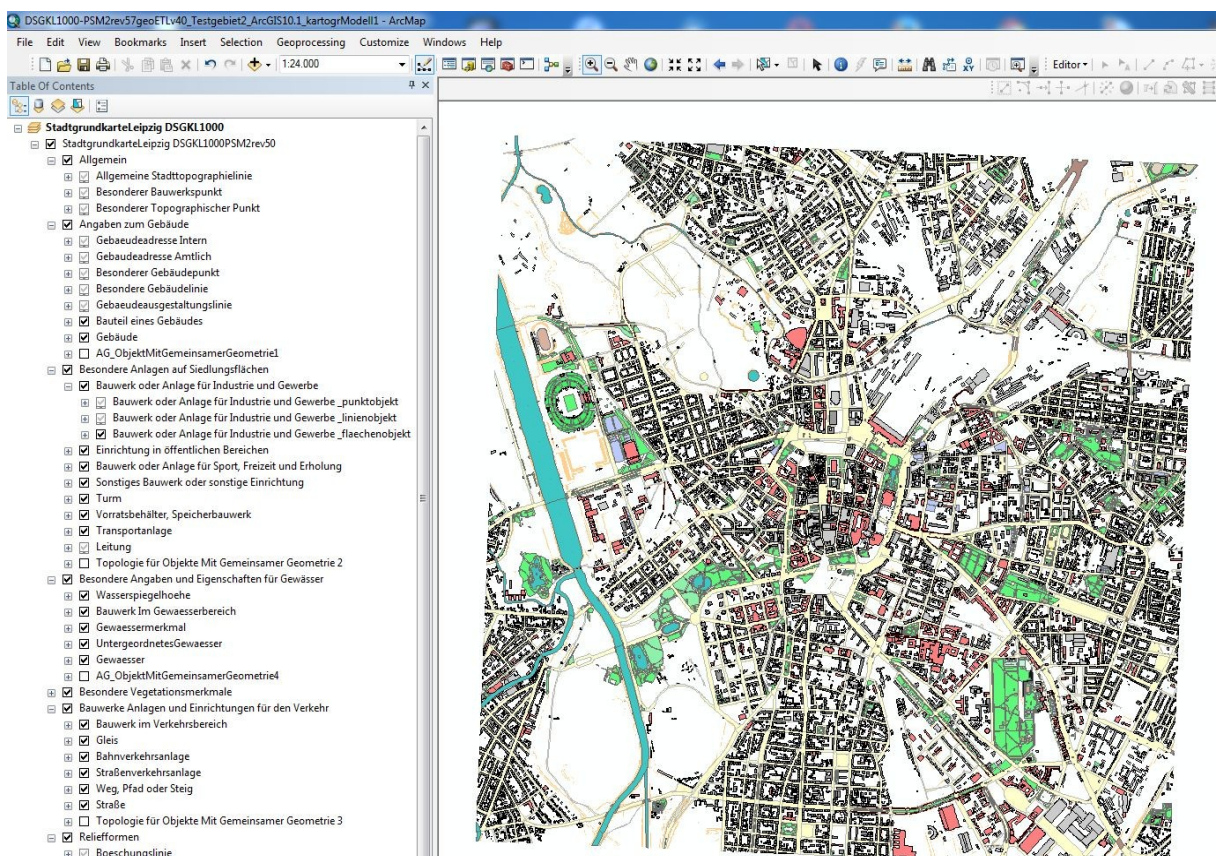 DSGKL1000-PSM2rev57geoETLv40_Testgebiet2_ArcGIS10.1_kartogrModell1 - ArcMap
File Edit View Bookmarks Insert Selection Geoprocessing Customize Windows Help
1:24.000
Editor
Table Of Contents
StadtgrundkarteLeipzig DSGKL1000
StadtgrundkarteLeipzig DSGKL1000PSM2rev50
Allgemein
Allgemeine Stadttopographielinie
Besonderer Bauwerkspunkt
Besonderer Topographischer Punkt
Angaben zum Gebäude
Gebaeudeadresse Intern
Gebaudeadresse Amtlich
Besonderer Gebäudepunkt
Besondere Gebäudelinie
Gebaeudeausgestaltungslinie
Bauteil eines Gebäudes
Gebäude
AG_ObjektMitGemeinsamerGeometrie1
Besondere Anlagen auf Siedlungsflächen
Bauwerk oder Anlage für Industrie und Gewerbe
Bauwerk oder Anlage für Industrie und Gewerbe _punktobjekt
Bauwerk oder Anlage für Industrie und Gewerbe _linienobjekt
Bauwerk oder Anlage für Industrie und Gewerbe _flaechenobjekt
Einrichtung in öffentlichen Bereichen
Bauwerk oder Anlage für Sport, Freizeit und Erholung
Sonstiges Bauwerk oder sonstige Einrichtung
Turm
Vorratsbehälter, Speicherbauwerk
Transportanlage
Leitung
Topologie für Objekte Mit Gemeinsamer Geometrie 2
Besondere Angaben und Eigenschaften für Gewässer
Wasserspiegelhoehe
Bauwerk Im Gewaesserbereich
Gewaessermerkmal
UntergeordnetesGewaesser
Gewaesser
AG_ObjektMitGemeinsamerGeometrie4
Besondere Vegetationsmerkmale
Bauwerke Anlagen und Einrichtungen für den Verkehr
Bauwerk im Verkehrsbereich
Gleis
Bahnverkehrsanlage
Straßenverkehrsanlage
Weg, Pfad oder Steig
Straße
Topologie für Objekte Mit Gemeinsamer Geometrie 3
Reliefformen
Boeschungslinie